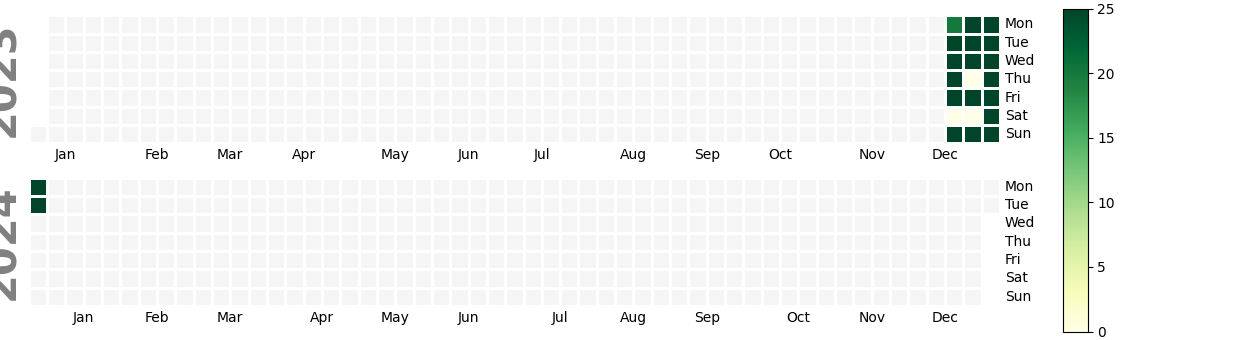 2023
Mon
Tue
Wed
Thu
Fri
Sat
Sun
Jan Feb Mar Apr May Jun Jul Aug Sep Oct Nov Dec
2024
Mon
Tue
Wed
Thu
Fri
Sat
Sun
Jan Feb Mar Apr May Jun Jul Aug Sep Oct Nov Dec
25
20
15
10
5
0